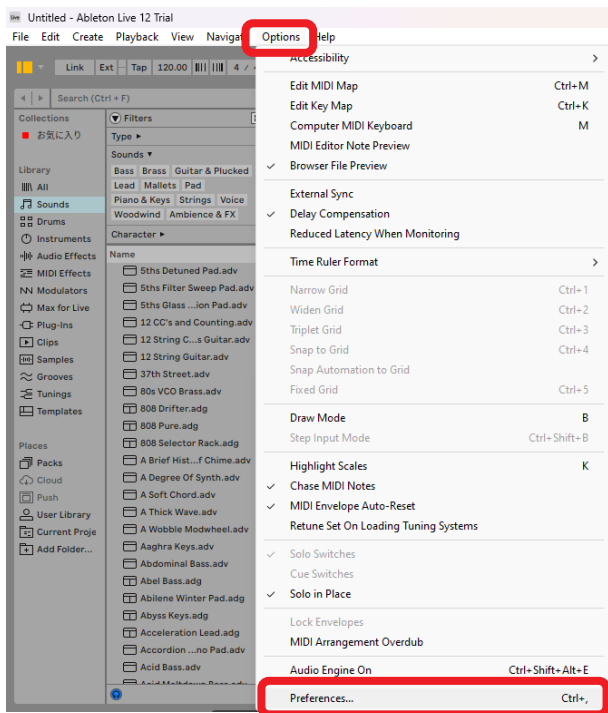 Untitled - Ableton Live 12 Trial
File Edit Create Playback View Navigat Options Help
Link Ext Tap 120.00 4 /
Search (Ctrl + F)
Collections
お気に入り
Library
All
Sounds
Drums
Instruments
Audio Effects
MIDI Effects
Modulators
Max for Live
Plug-Ins
Clips
Samples
Grooves
Tunings
Templates
Places
Packs
Cloud
Push
User Library
Current Proje
Add Folder...
Filters
Type
Sounds
Bass Brass Guitar & Plucked
Lead Mallets Pad
Piano & Keys Strings Voice
Woodwind Ambience & FX
Character
Name
5ths Detuned Pad.adv
5ths Filter Sweep Pad.adv
5ths Glass ...ion Pad.adv
12 CC's and Counting.adv
12 String C...s Guitar.adv
12 String Guitar.adv
37th Street.adv
80s VCO Brass.adv
808 Drifter.adg
808 Pure.adg
808 Selector Rack.adg
A Brief Hist...f Chime.adv
A Degree Of Synth.adv
A Soft Chord.adv
A Thick Wave.adv
A Wobble Modwheel.adv
Aaghra Keys.adv
Abdominal Bass.adv
Abel Bass.adg
Abilene Winter Pad.adg
Abyss Keys.adg
Acceleration Lead.adg
Accordion ...no Pad.adv
Acid Bass.adv
Acid Meltdown Bass.adv
Accessibility
Edit MIDI Map Ctrl+M
Edit Key Map Ctrl+K
Computer MIDI Keyboard M
MIDI Editor Note Preview
Browser File Preview
External Sync
Delay Compensation
Reduced Latency When Monitoring
Time Ruler Format
Narrow Grid Ctrl+1
Widen Grid Ctrl+2
Triplet Grid Ctrl+3
Snap to Grid Ctrl+4
Snap Automation to Grid
Fixed Grid Ctrl+5
Draw Mode B
Step Input Mode Ctrl+Shift+B
Highlight Scales K
Chase MIDI Notes
MIDI Envelope Auto-Reset
Retune Set On Loading Tuning Systems
Solo Switches
Cue Switches
Solo in Place
Lock Envelopes
MIDI Arrangement Overdub
Audio Engine On Ctrl+Shift+Alt+E
Preferences... Ctrl+,